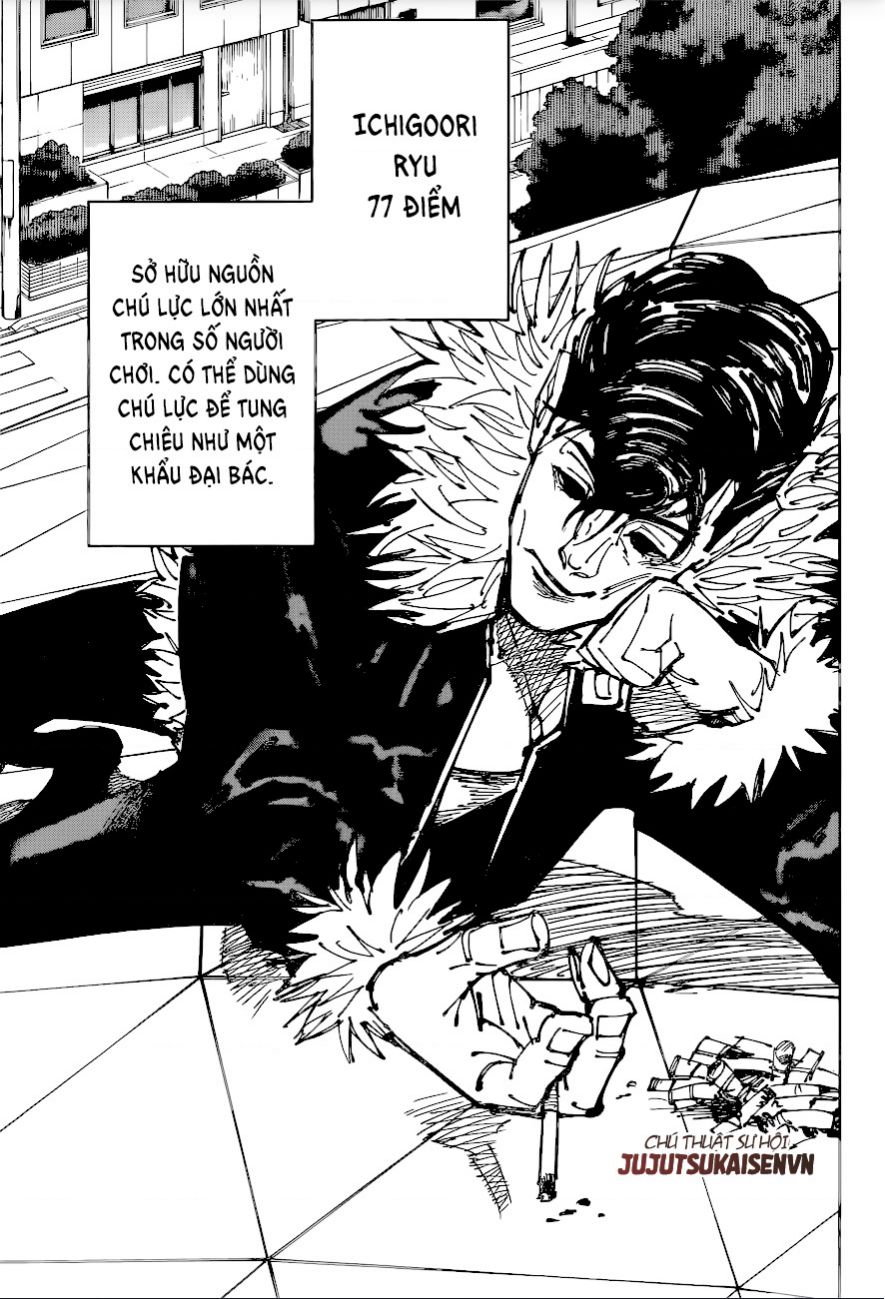 ICHIGOORI
RYU
77 ĐIỂM
SỞ HỮU NGUỒN
CHÚ LỰC LỚN NHẤT
TRONG SỐ NGƯỜI
CHƠI. CÓ THỂ DÙNG
CHÚ LỰC ĐỂ TUNG
CHIÊU NHƯ MỘT
KHẨU ĐẠI BÁC.
CHÚ THUẬT SƯ HỘI
JUJUTSUKAISENVN